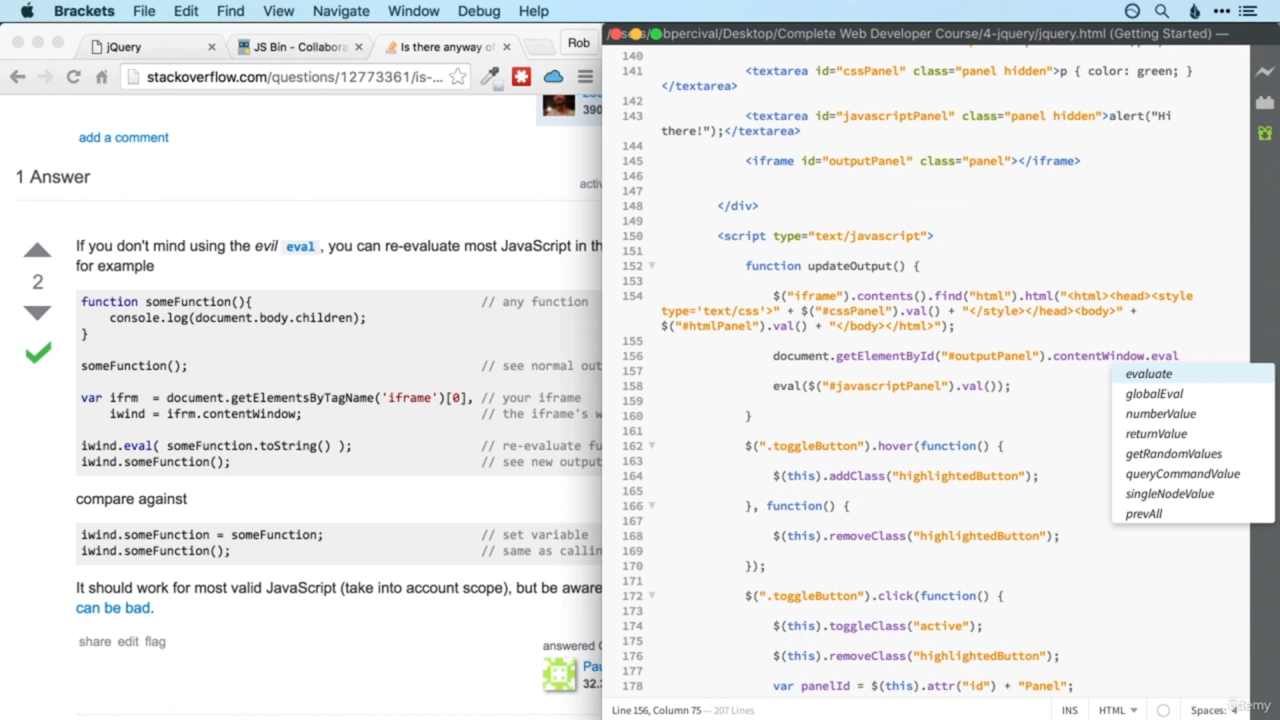 Brackets File Edit Find View Navigate Window Debug Help
jQuery
JS Bin - Collabora
Is there anyway of
Rob
stackoverflow.com/questions/12773361/is-...
bpercival/Desktop/Complete Web Developer Course/4-jquery/jquery.html (Getting Started) —
390
add a comment
1 Answer
activ
2
If you don't mind using the evil eval, you can re-evaluate most JavaScript in th
for example
function someFunction(){ // any function
console.log(document.body.children);
}
someFunction(); // see normal out
var ifrm = document.getElementsByTagName('iframe')[0], // your iframe
iwind = ifrm.contentWindow; // the iframe's w
iwind.eval( someFunction.toString() ); // re-evaluate fu
iwind.someFunction(); // see new output
compare against
iwind.someFunction = someFunction; // set variable
iwind.someFunction(); // same as callin
It should work for most valid JavaScript (take into account scope), but be aware
can be bad.
share edit flag
answered
Pau
32.
140
141 <textarea id="cssPanel" class="panel hidden">p { color: green; }
</textarea>
142
143 <textarea id="javascriptPanel" class="panel hidden">alert("Hi
there!");</textarea>
144
145 <iframe id="outputPanel" class="panel"></iframe>
146
147
148 </div>
149
150 <script type="text/javascript">
151
152 function updateOutput() {
153
154 $("iframe").contents().find("html").html("<html><head><style
type='text/css'>" + $("#cssPanel").val() + "</style></head><body>" +
$("#htmlPanel").val() + "</body></html>");
155
156 document.getElementById("#outputPanel").contentWindow.eval
157
158 eval($("#javascriptPanel").val());
159
160 }
161
162 $(".toggleButton").hover(function() {
163
164 $(this).addClass("highlightedButton");
165
166 }, function() {
167
168 $(this).removeClass("highlightedButton");
169
170 });
171
172 $(".toggleButton").click(function() {
173
174 $(this).toggleClass("active");
175
176 $(this).removeClass("highlightedButton");
177
178 var panelId = $(this).attr("id") + "Panel";
evaluate
globalEval
numberValue
returnValue
getRandomValues
queryCommandValue
singleNodeValue
prevAll
Line 156, Column 75 — 207 Lines
INS
HTML
Spaces: 4
ûdemy